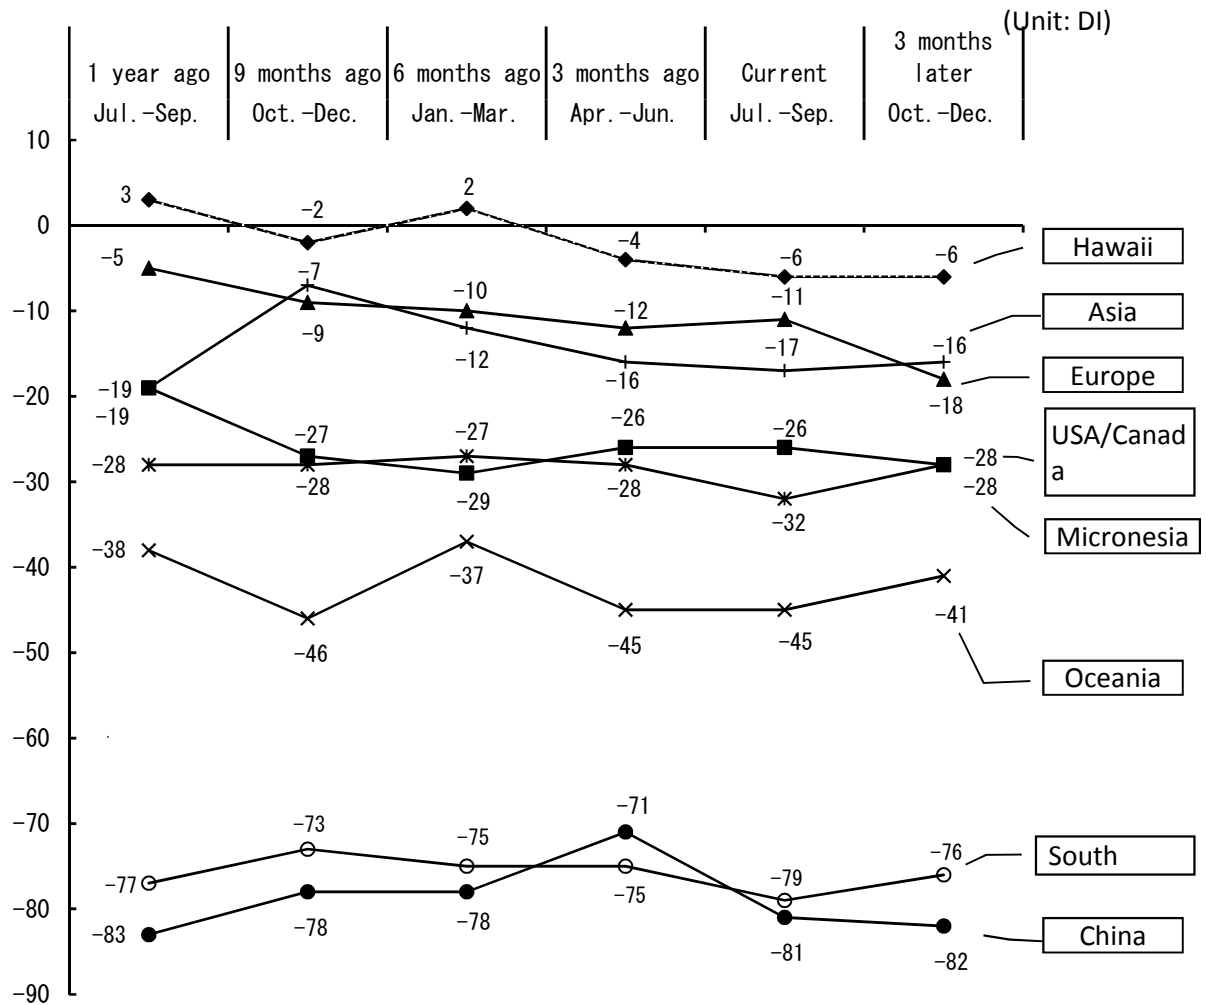 (Unit: DI)
1 year ago
Jul.-Sep.
9 months ago
Oct.-Dec.
6 months ago
Jan.-Mar.
3 months ago
Apr.-Jun.
Current
Jul.-Sep.
3 months
later
Oct.-Dec.
10
0
-10
-20
-30
-40
-50
-60
-70
-80
-90
3
-2
2
-4
-6
-6
-5
-9
-10
-12
-11
-18
-19
-7
-12
-16
-17
-16
-19
-27
-29
-26
-26
-28
-28
-28
-27
-28
-32
-28
-38
-46
-37
-45
-45
-41
-77
-73
-75
-75
-79
-76
-83
-78
-78
-71
-81
-82
Hawaii
Asia
Europe
USA/Canad
a
Micronesia
Oceania
South
China